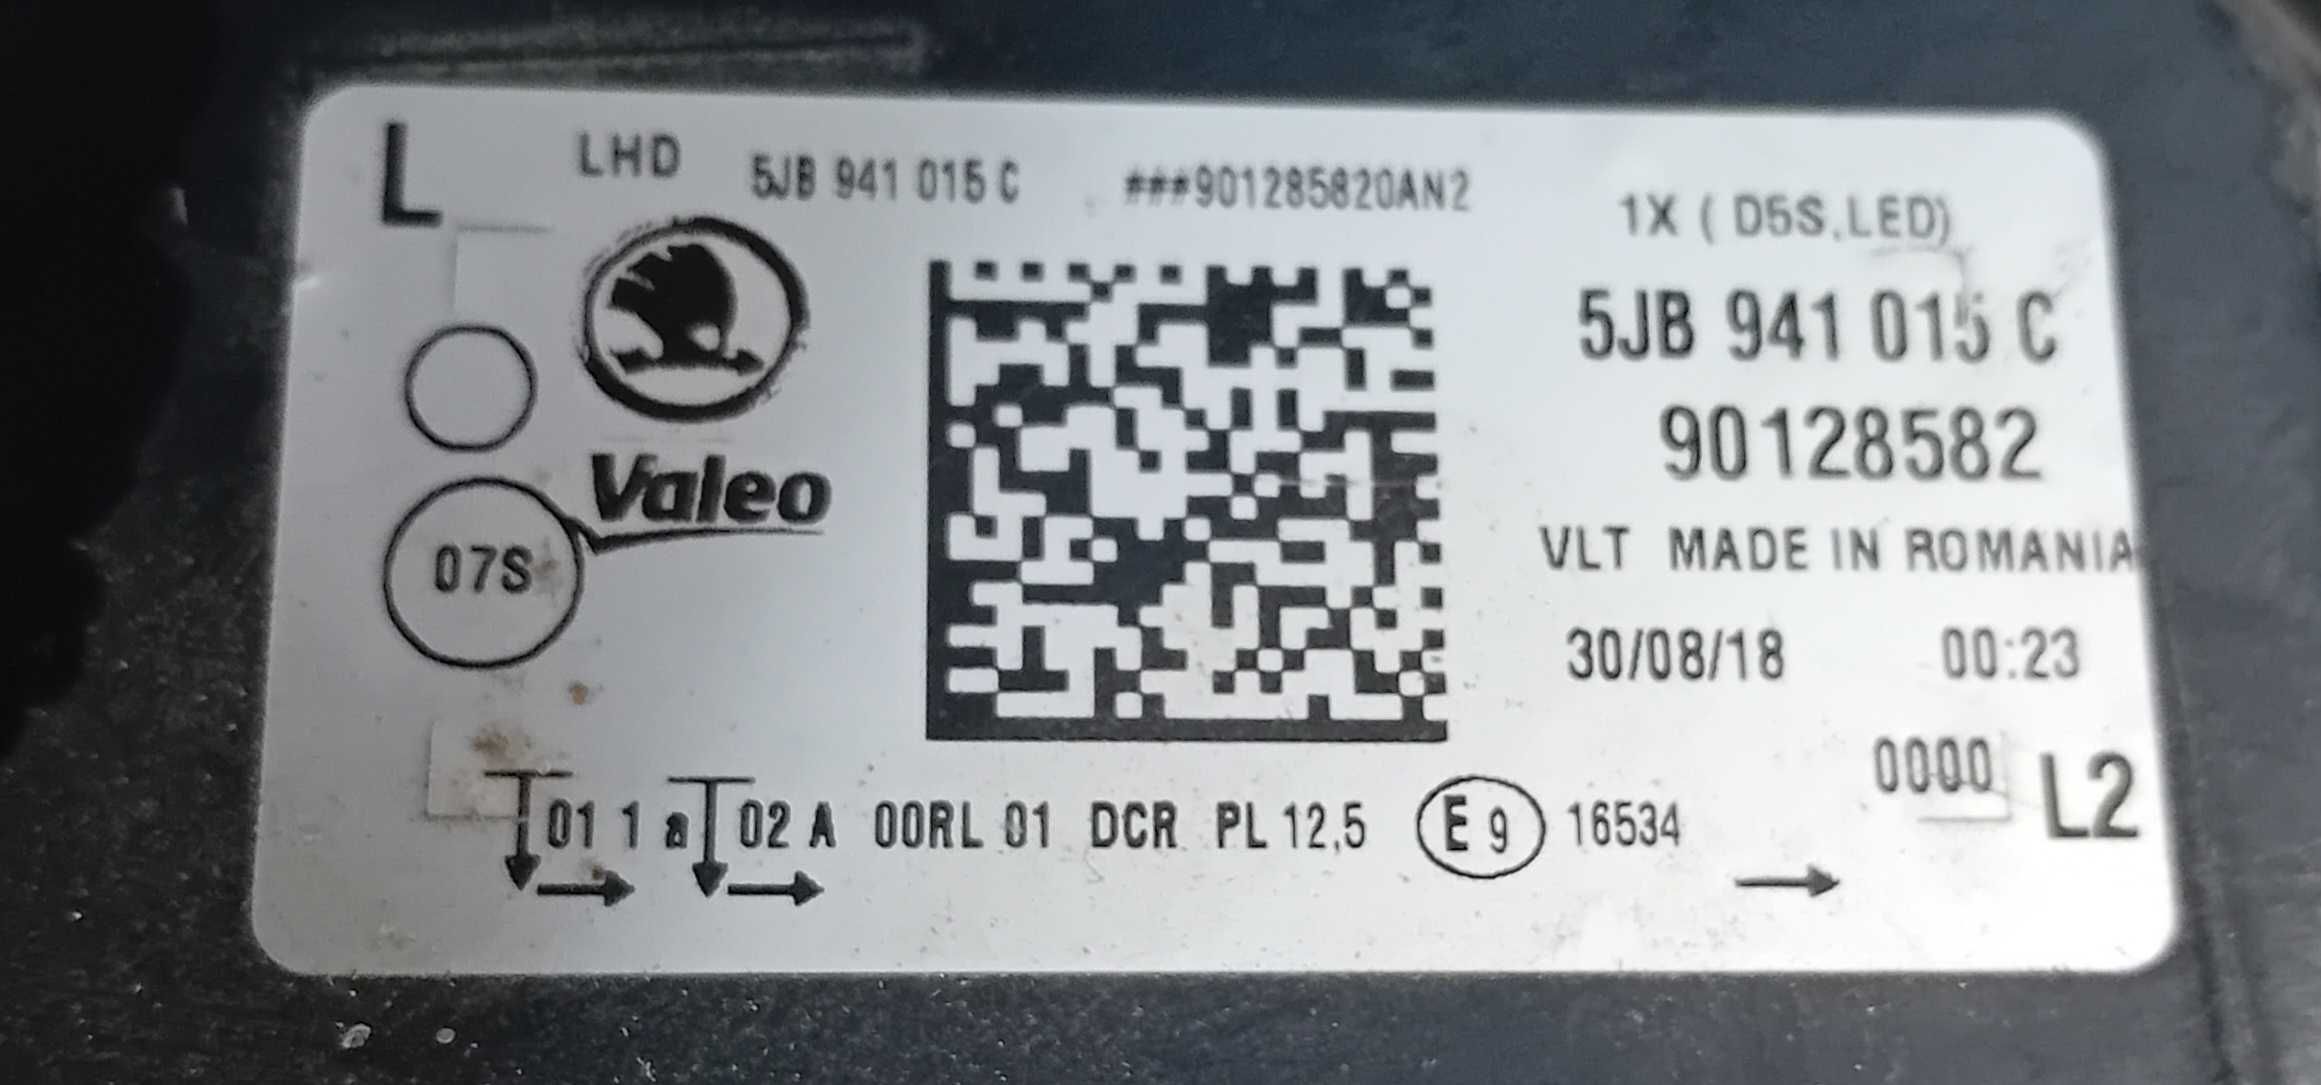 L LHD 5JB 941 015 C ###901285820AN2 1X ( D5S,LED)
5JB 941 015 C
90128582
Valeo
VLT MADE IN ROMANIA
07S
30/08/18 00:23
0000 L2
01 1 a 02 A 00RL 01 DCR PL 12,5 E 9 16534